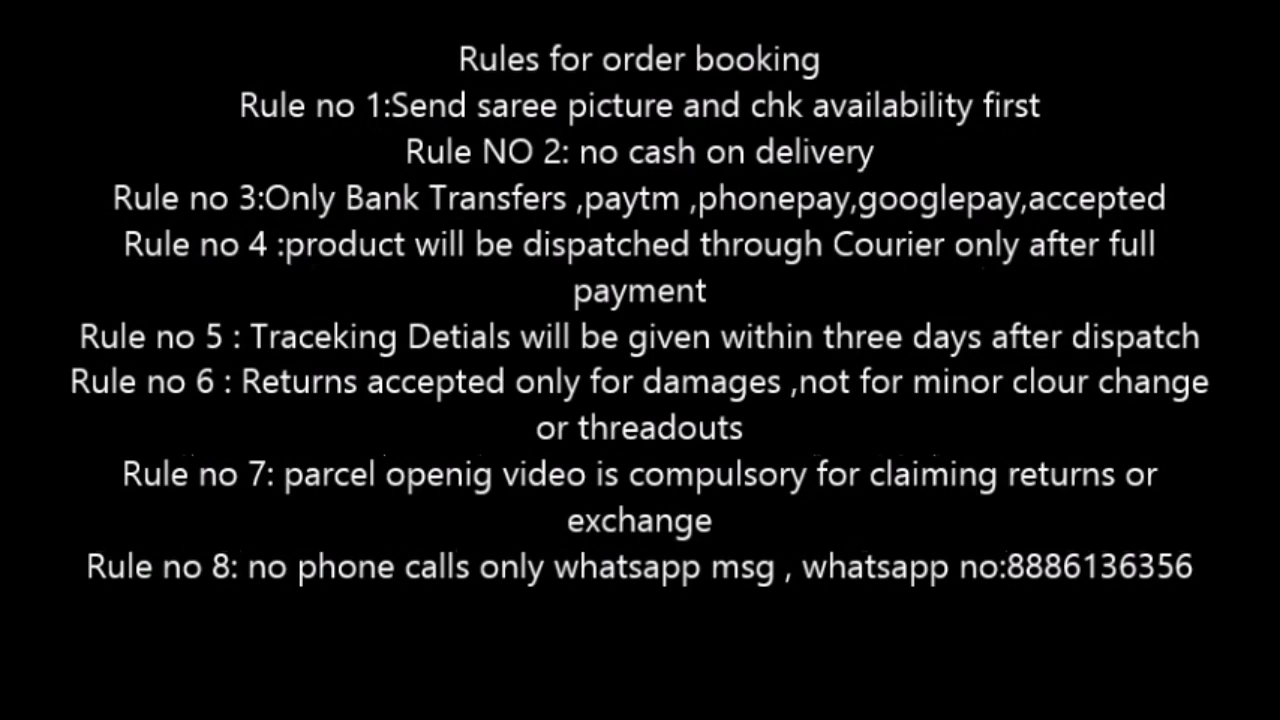 Rules for order booking
Rule no 1:Send saree picture and chk availability first
Rule NO 2: no cash on delivery
Rule no 3:Only Bank Transfers ,paytm ,phonepay,googlepay,accepted
Rule no 4 :product will be dispatched through Courier only after full
payment
Rule no 5 : Traceking Detials will be given within three days after dispatch
Rule no 6 : Returns accepted only for damages ,not for minor clour change
or threadouts
Rule no 7: parcel openig video is compulsory for claiming returns or
exchange
Rule no 8: no phone calls only whatsapp msg , whatsapp no:8886136356